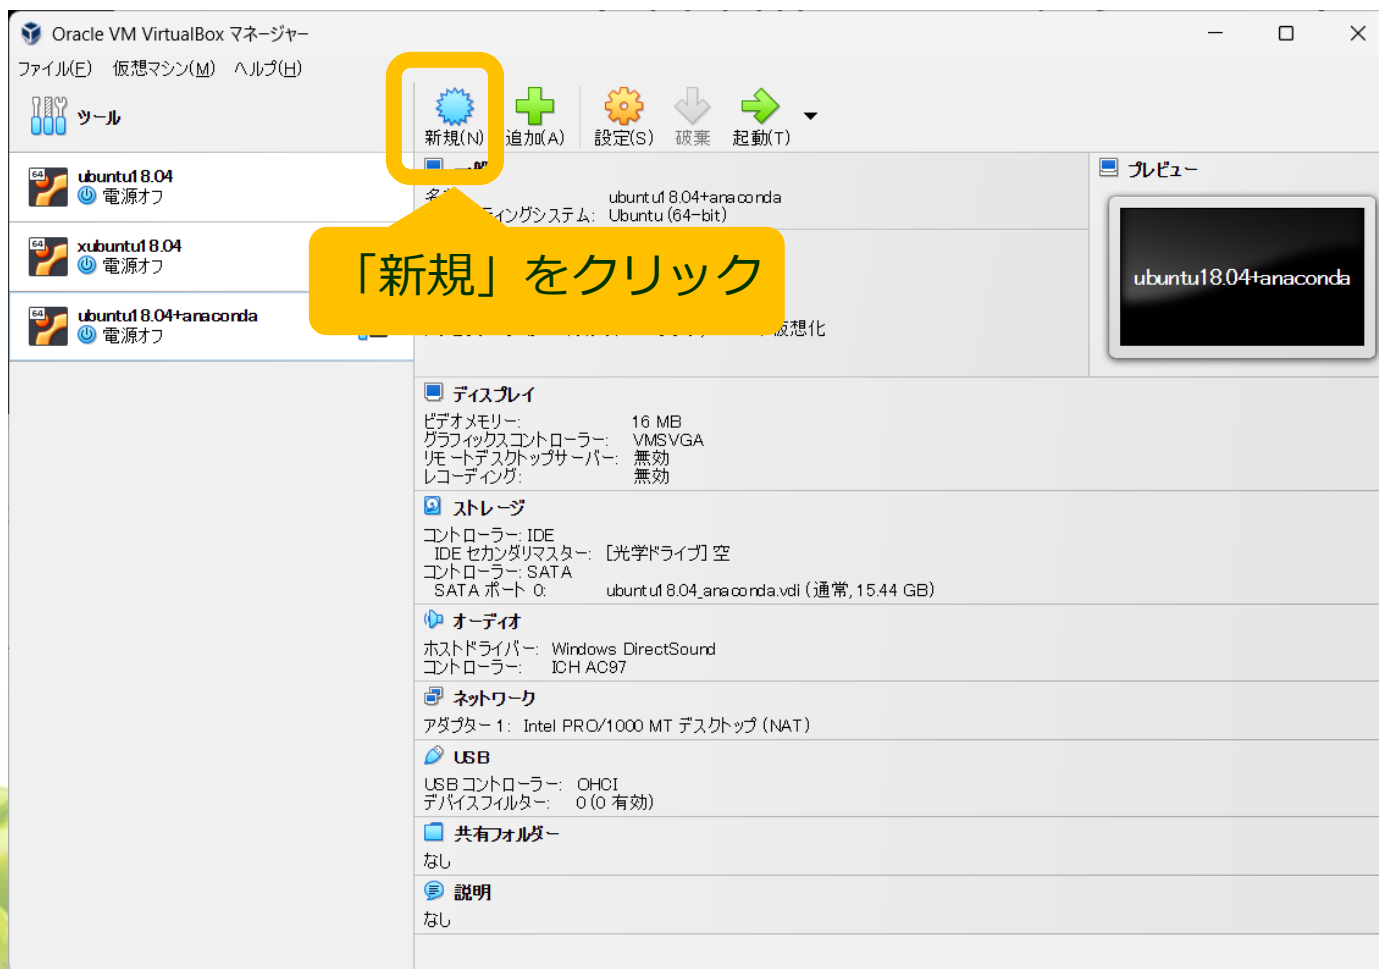 Oracle VM VirtualBox マネージャー
ファイル(F) 仮想マシン(M) ヘルプ(H)
ツール
新規(N) 追加(A) 設定(S) 破棄 起動(T)
ubuntu18.04
電源オフ
xubuntu18.04
電源オフ
ubuntu18.04+anaconda
電源オフ
「新規」をクリック
ubuntu18.04+anaconda
ィングシステム: Ubuntu (64-bit)
仮想化
プレビュー
ubuntu18.04+anaconda
ディスプレイ
ビデオメモリー: 16 MB
グラフィックスコントローラー: VMSVGA
リモートデスクトップサーバー: 無効
レコーディング: 無効
ストレージ
コントローラー: IDE
IDE セカンダリマスター: [光学ドライブ] 空
コントローラー: SATA
SATA ポート 0: ubuntu18.04_anaconda.vdi (通常, 15.44 GB)
オーディオ
ホストドライバー: Windows DirectSound
コントローラー: ICH AC97
ネットワーク
アダプター 1: Intel PRO/1000 MT デスクトップ (NAT)
USB
USB コントローラー: OHCI
デバイスフィルター: 0 (0 有効)
共有フォルダー
なし
説明
なし